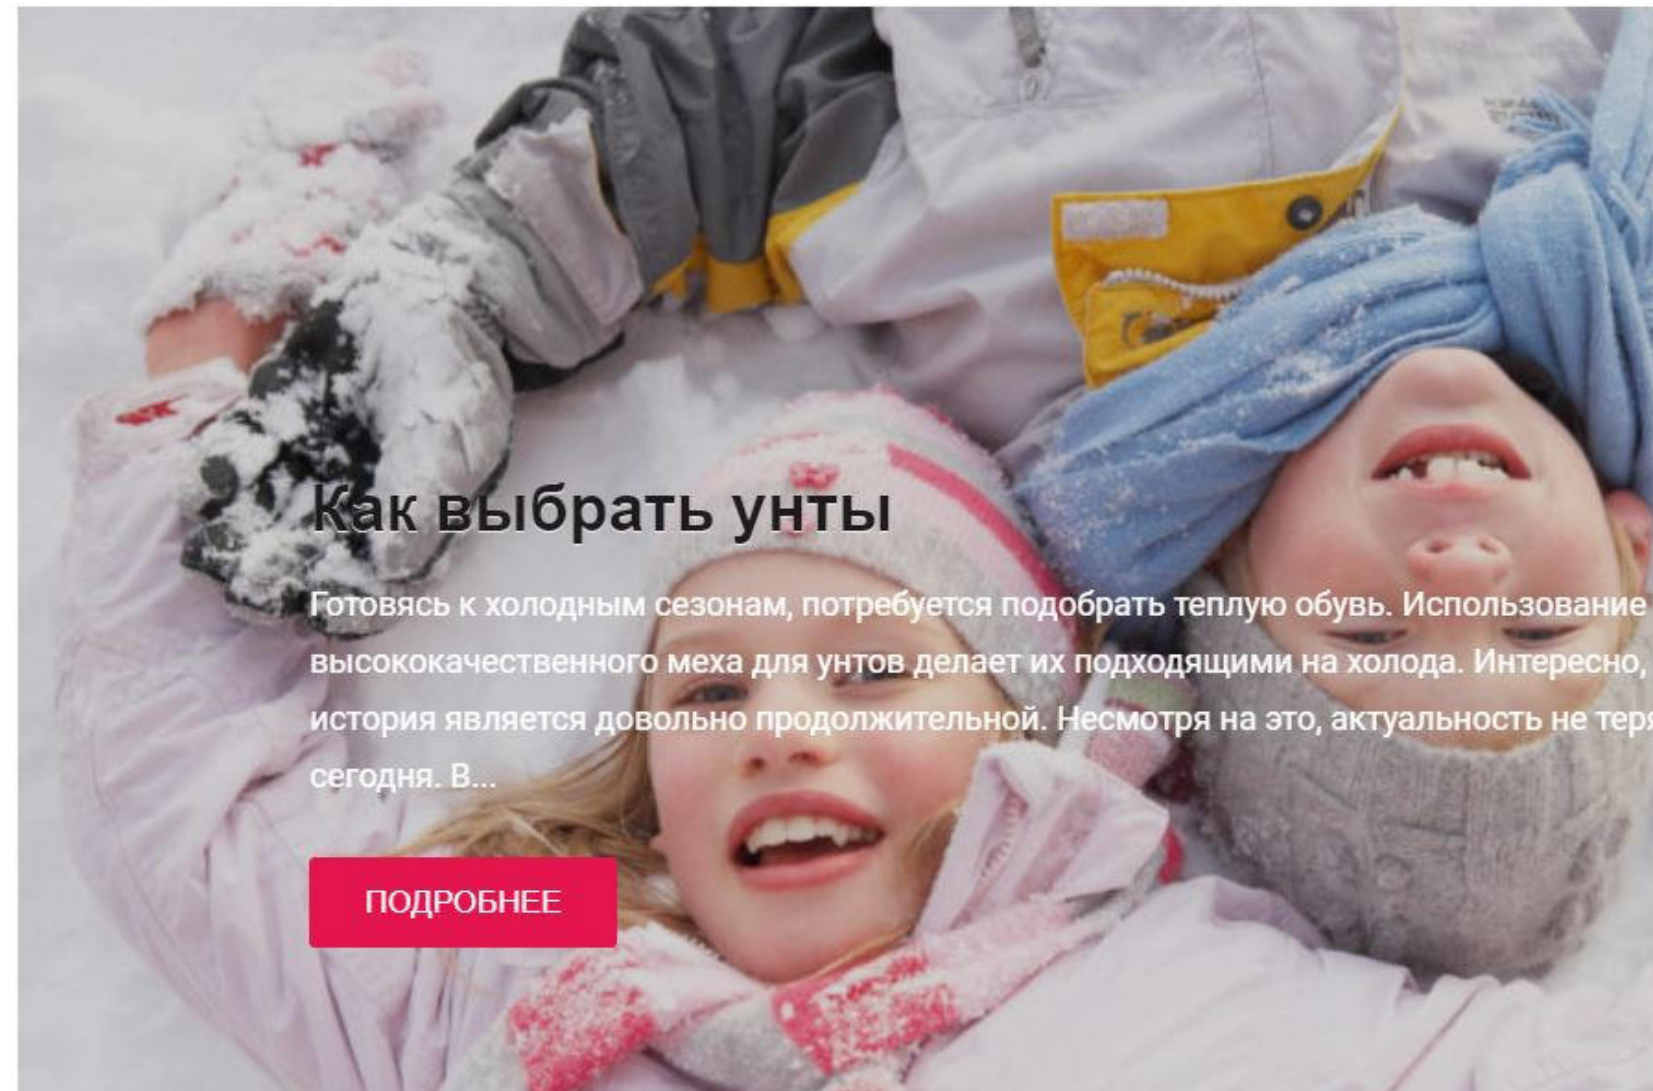 Как выбрать унты
Готовясь к холодным сезонам, потребуется подобрать теплую обувь. Использование
высококачественного меха для унтов делает их подходящими на холода. Интересно,
история является довольно продолжительной. Несмотря на это, актуальность не
сегодня. В...
ПОДРОБНЕЕ